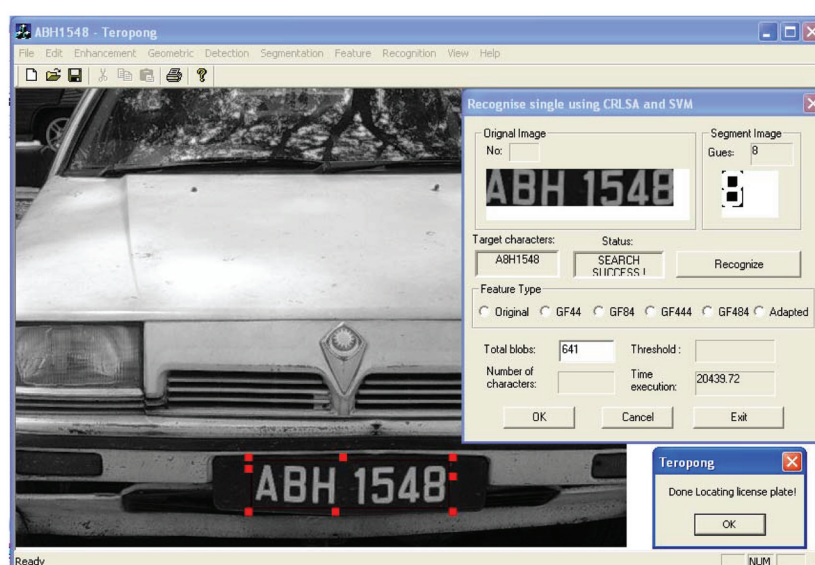 ABH1548 - Teropong
File Edit Enhancement Geometric Detection Segmentation Feature Recognition View Help
Recognise single using CRLSA and SVM
Orignal Image
No:
ABH 1548
Segment Image
Gues: 8
Target characters:
A8H1548
Status:
SEARCH
SUCCESS !
Recognize
Feature Type
Original GF44 GF84 GF444 GF484 Adapted
Total blobs: 641 Threshold :
Number of
characters:
Time
execution: 20439.72
OK Cancel Exit
ABH 1548
Teropong
Done Locating license plate!
OK
Ready NUM